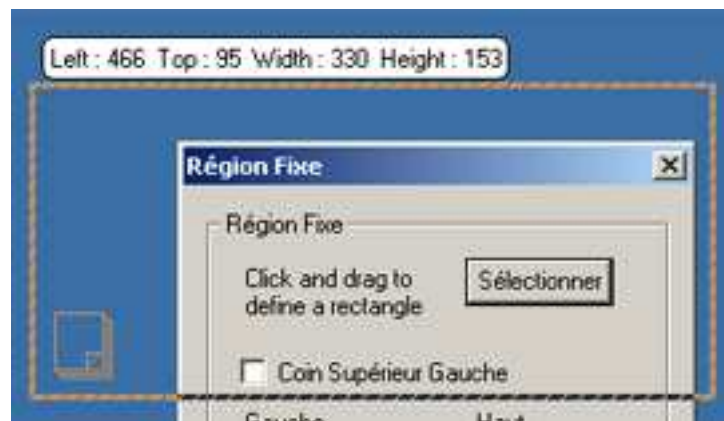 Left : 466 Top : 95 Width : 330 Height : 153
Région Fixe
Région Fixe
Click and drag to
define a rectangle
Sélectionner
Coin Supérieur Gauche